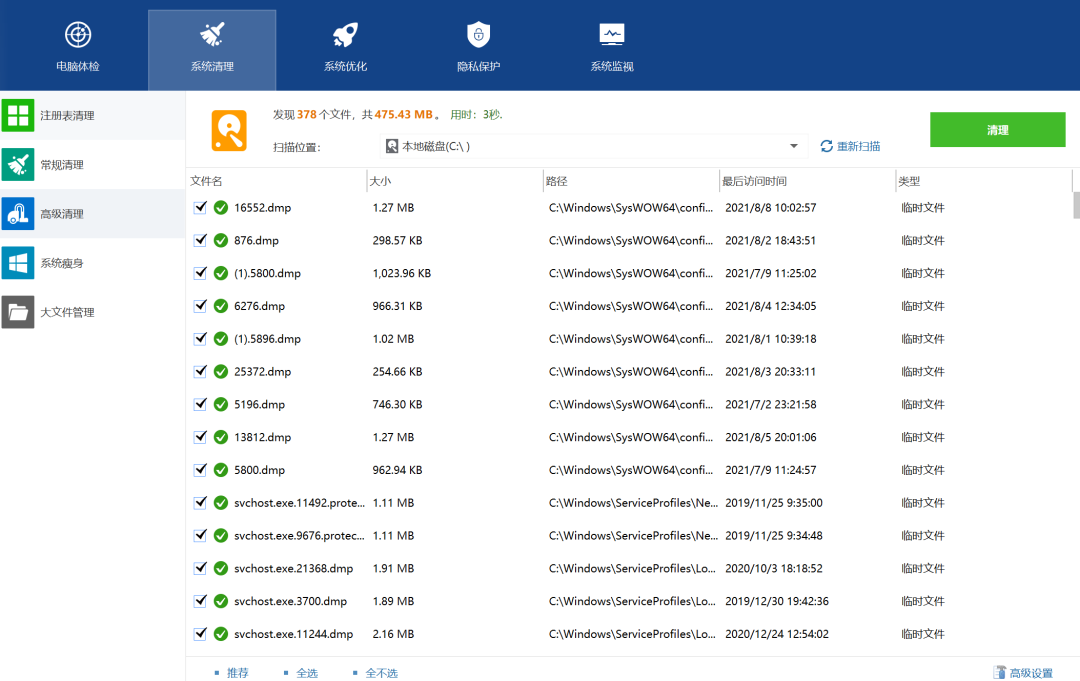 电脑体检 系统清理 系统优化 隐私保护 系统监视
注册表清理
常规清理
高级清理
系统瘦身
大文件管理
发现378个文件，共475.43 MB。 用时：3秒.
扫描位置： 本地磁盘(C:\ ) 重新扫描
清理
文件名 大小 路径 最后访问时间 类型
16552.dmp 1.27 MB C:\Windows\SysWOW64\confi... 2021/8/8 10:02:57 临时文件
876.dmp 298.57 KB C:\Windows\SysWOW64\confi... 2021/8/2 18:43:51 临时文件
(1).5800.dmp 1,023.96 KB C:\Windows\SysWOW64\confi... 2021/7/9 11:25:02 临时文件
6276.dmp 966.31 KB C:\Windows\SysWOW64\confi... 2021/8/4 12:34:05 临时文件
(1).5896.dmp 1.02 MB C:\Windows\SysWOW64\confi... 2021/8/1 10:39:18 临时文件
25372.dmp 254.66 KB C:\Windows\SysWOW64\confi... 2021/8/3 20:33:11 临时文件
5196.dmp 746.30 KB C:\Windows\SysWOW64\confi... 2021/7/2 23:21:58 临时文件
13812.dmp 1.27 MB C:\Windows\SysWOW64\confi... 2021/8/5 20:01:06 临时文件
5800.dmp 962.94 KB C:\Windows\SysWOW64\confi... 2021/7/9 11:24:57 临时文件
svchost.exe.11492.prote... 1.11 MB C:\Windows\ServiceProfiles\Ne... 2019/11/25 9:35:00 临时文件
svchost.exe.9676.protec... 1.11 MB C:\Windows\ServiceProfiles\Ne... 2019/11/25 9:34:48 临时文件
svchost.exe.21368.dmp 1.91 MB C:\Windows\ServiceProfiles\Lo... 2020/10/3 18:18:52 临时文件
svchost.exe.3700.dmp 1.89 MB C:\Windows\ServiceProfiles\Lo... 2019/12/30 19:42:36 临时文件
svchost.exe.11244.dmp 2.16 MB C:\Windows\ServiceProfiles\Lo... 2020/12/24 12:54:02 临时文件
推荐 全选 全不选 高级设置